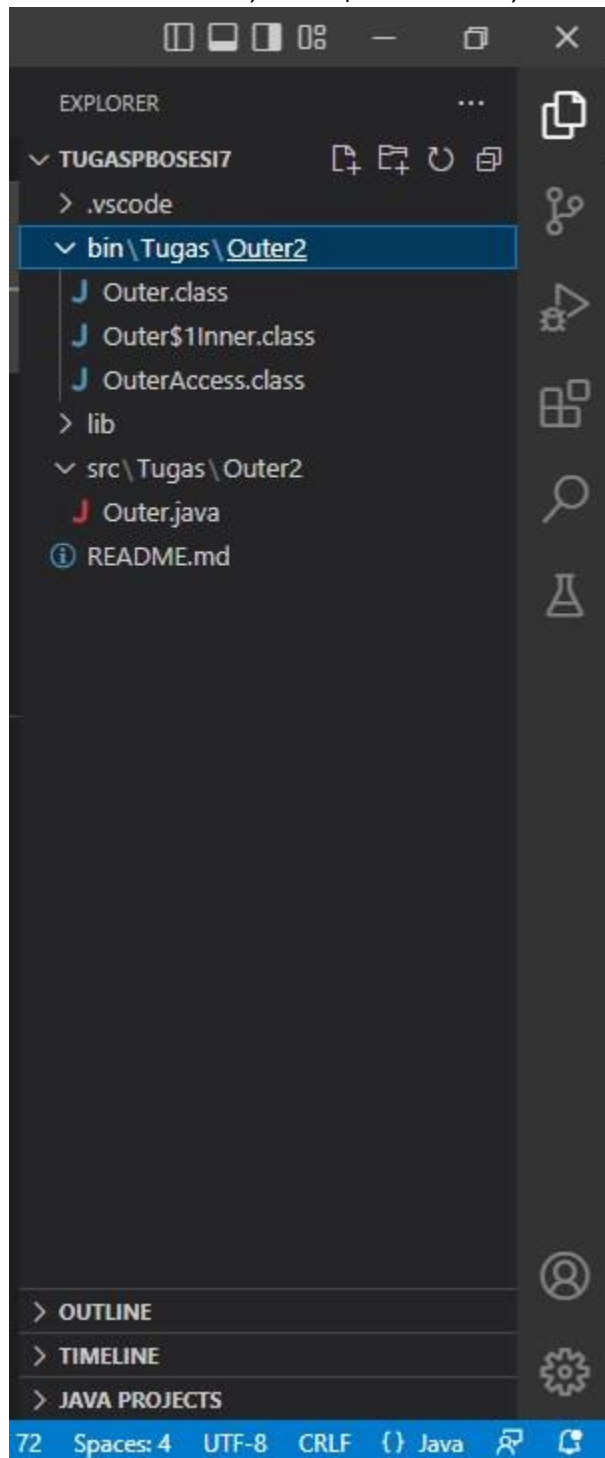 EXPLORER
TUGASPBOSESI7
.vscode
bin\Tugas\Outer2
Outer.class
Outer$1Inner.class
OuterAccess.class
lib
src\Tugas\Outer2
Outer.java
README.md
OUTLINE
TIMELINE
JAVA PROJECTS
72 Spaces: 4 UTF-8 CRLF {} Java